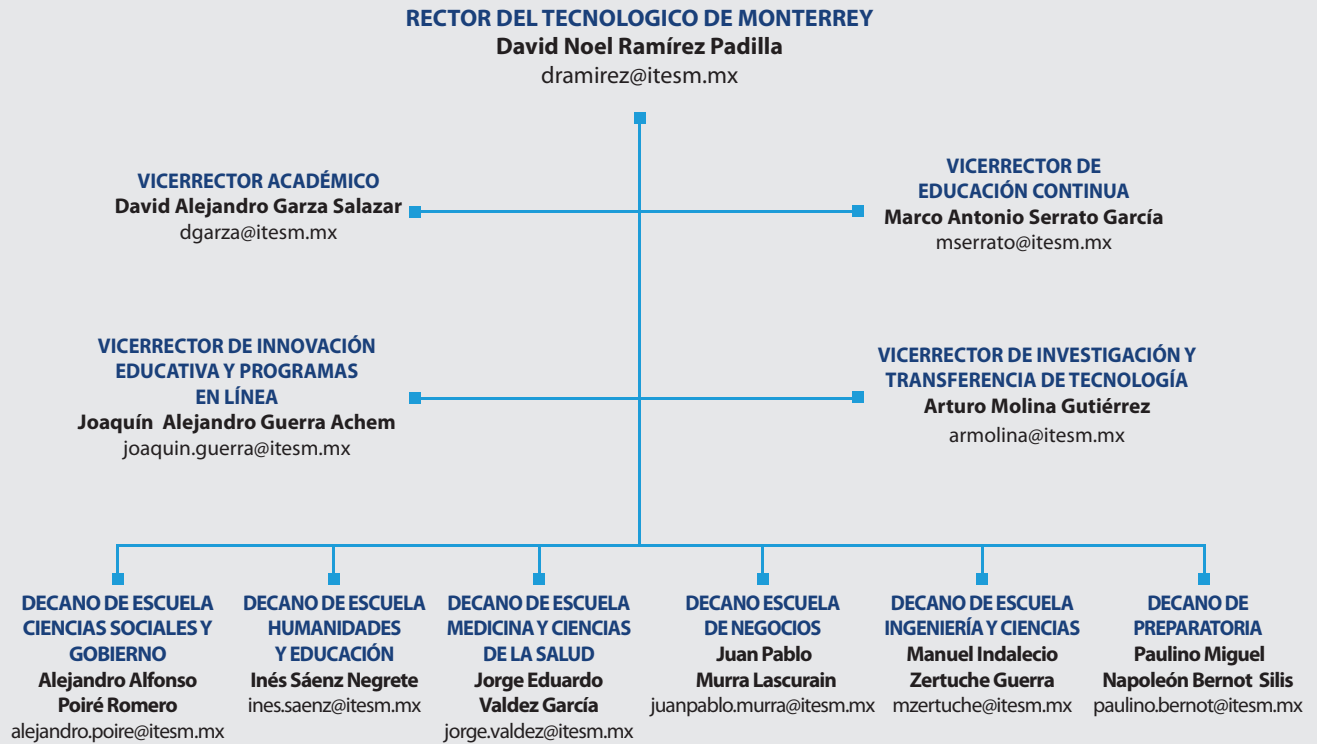 RECTOR DEL TECNOLOGICO DE MONTERREY
David Noel Ramírez Padilla
dramirez@itesm.mx
VICERRECTOR ACADÉMICO
David Alejandro Garza Salazar
dgarza@itesm.mx
VICERRECTOR DE
EDUCACIÓN CONTINUA
Marco Antonio Serrato García
mserrato@itesm.mx
VICERRECTOR DE INNOVACIÓN
EDUCATIVA Y PROGRAMAS
EN LÍNEA
Joaquín Alejandro Guerra Achem
joaquin.guerra@itesm.mx
VICERRECTOR DE INVESTIGACIÓN Y
TRANSFERENCIA DE TECNOLOGÍA
Arturo Molina Gutiérrez
armolina@itesm.mx
DECANO DE ESCUELA
CIENCIAS SOCIALES Y
GOBIERNO
Alejandro Alfonso
Poiré Romero
alejandro.poire@itesm.mx
DECANO DE ESCUELA
HUMANIDADES
Y EDUCACIÓN
Inés Sáenz Negrete
ines.saenz@itesm.mx
DECANO DE ESCUELA
MEDICINA Y CIENCIAS
DE LA SALUD
Jorge Eduardo
Valdez García
jorge.valdez@itesm.mx
DECANO ESCUELA
DE NEGOCIOS
Juan Pablo
Murra Lascurain
juanpablo.murra@itesm.mx
DECANO DE ESCUELA
INGENIERÍA Y CIENCIAS
Manuel Indalecio
Zertuche Guerra
mzertuche@itesm.mx
DECANO DE
PREPARATORIA
Paulino Miguel
Napoleón Bernot Silis
paulino.bernot@itesm.mx